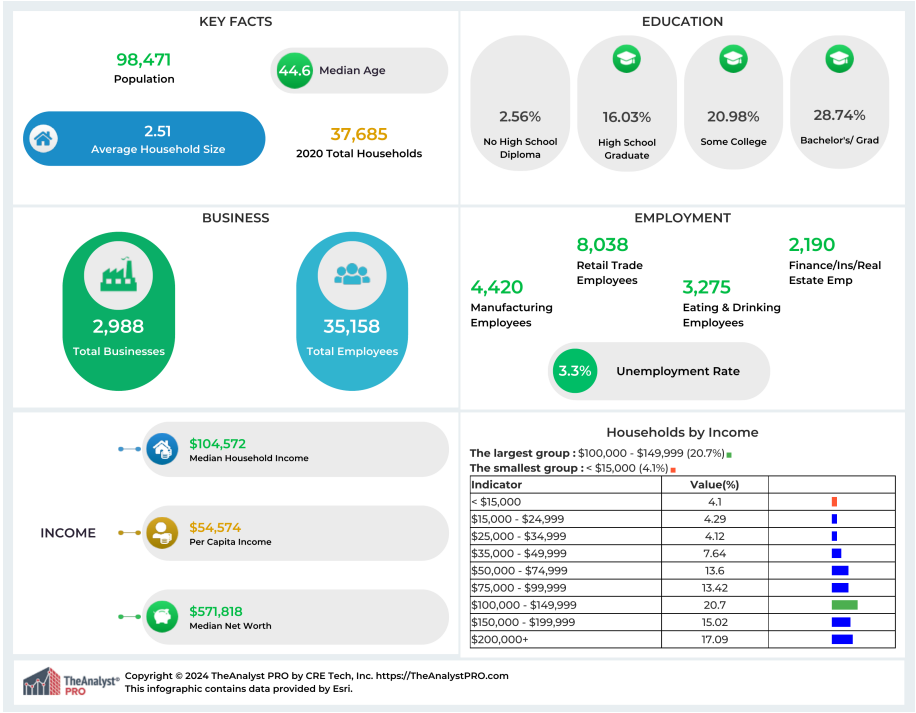 KEY FACTS
98,471
Population
44.6
Median Age
2.51
Average Household Size
37,685
2020 Total Households
EDUCATION
2.56%
No High School
Diploma
16.03%
High School
Graduate
20.98%
Some College
28.74%
Bachelor's/ Grad
BUSINESS
2,988
Total Businesses
35,158
Total Employees
EMPLOYMENT
4,420
Manufacturing
Employees
8,038
Retail Trade
Employees
3,275
Eating & Drinking
Employees
2,190
Finance/Ins/Real
Estate Emp
3.3%
Unemployment Rate
INCOME
$104,572
Median Household Income
$54,574
Per Capita Income
$571,818
Median Net Worth
Households by Income
The largest group : $100,000 - $149,999 (20.7%)
The smallest group : < $15,000 (4.1%)
Indicator Value(%)
< $15,000 4.1
$15,000 - $24,999 4.29
$25,000 - $34,999 4.12
$35,000 - $49,999 7.64
$50,000 - $74,999 13.6
$75,000 - $99,999 13.42
$100,000 - $149,999 20.7
$150,000 - $199,999 15.02
$200,000+ 17.09
TheAnalyst®
PRO
Copyright © 2024 TheAnalyst PRO by CRE Tech, Inc. https://TheAnalystPRO.com
This infographic contains data provided by Esri.